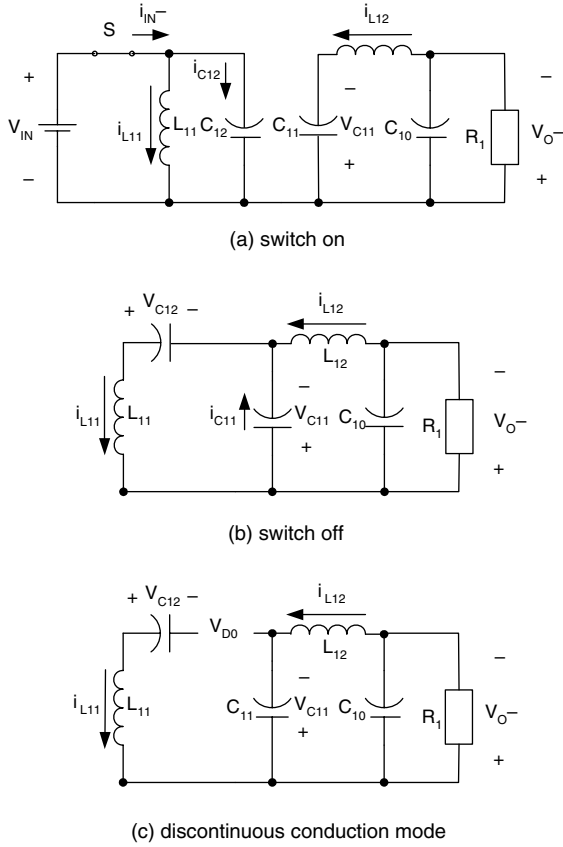 i_IN–
S
i_L12
+
i_C12
–
–
V_IN
i_L11
L_11
C_12
C_11
V_C11
C_10
R_1
V_O–
–
+
+
(a) switch on
+ V_C12 –
i_L12
L_12
–
–
i_L11
L_11
i_C11
V_C11
C_10
R_1
V_O–
+
+
(b) switch off
+ V_C12 –
V_D0
i_L12
L_12
–
–
i_L11
L_11
C_11
V_C11
C_10
R_1
V_O–
+
+
(c) discontinuous conduction mode